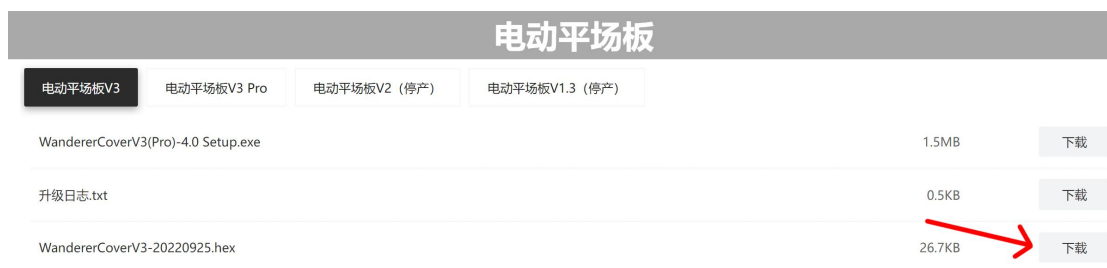 电动平场板
电动平场板V3 电动平场板V3 Pro 电动平场板V2（停产） 电动平场板V1.3（停产）
WandererCoverV3(Pro)-4.0 Setup.exe 1.5MB 下载
升级日志.txt 0.5KB 下载
WandererCoverV3-20220925.hex 26.7KB 下载